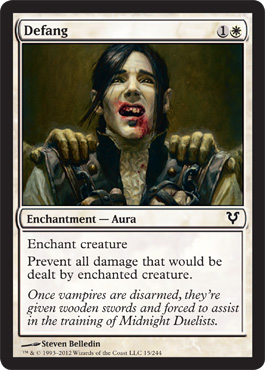 Defang 1
Enchantment — Aura
Enchant creature
Prevent all damage that would be
dealt by enchanted creature.
Once vampires are disarmed, they’re
given wooden swords and forced to assist
in the training of Midnight Duelists.
Steven Belledin
™ & © 1993–2012 Wizards of the Coast LLC 15/244